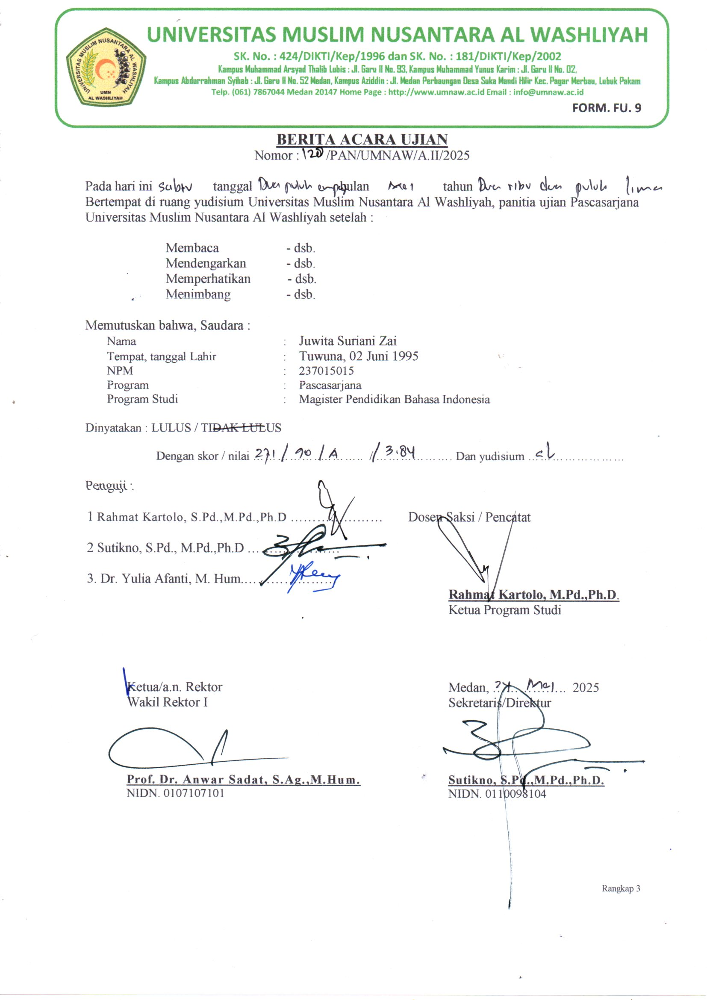 UNIVERSITAS MUSLIM NUSANTARA AL WASHLIYAH
UMN
AL WASHLIYAH
UNIVERSITAS MUSLIM NUSANTARA AL WASHLIYAH
SK. No. : 424/DIKTI/Kep/1996 dan SK. No. : 181/DIKTI/Kep/2002
Kampus Muhammad Arsyad Thalib Lubis : Jl. Garu II No. 93, Kampus Muhammad Yunus Karim : Jl. Garu II No. 02,
Kampus Abdurrahman Syihab : Jl. Garu II No. 52 Medan, Kampus Aziddin : Jl. Medan Perbaungan Desa Suka Mandi Hilir Kec. Pagar Merbau, Lubuk Pakam
Telp. (061) 7867044 Medan 20147 Home Page : http://www.umnaw.ac.id Email : info@umnaw.ac.id
FORM. FU. 9
BERITA ACARA UJIAN
Nomor : /PAN/UMNAW/A.II/2025
Pada hari ini sabtu tanggal Dua puluh empat bulan Mei tahun Dua ribu dua puluh lima
Bertempat di ruang yudisium Universitas Muslim Nusantara Al Washliyah, panitia ujian Pascasarjana
Universitas Muslim Nusantara Al Washliyah setelah :
Membaca - dsb.
Mendengarkan - dsb.
Memperhatikan - dsb.
Menimbang - dsb.
Memutuskan bahwa, Saudara :
Nama : Juwita Suriani Zai
Tempat, tanggal Lahir : Tuwuna, 02 Juni 1995
NPM : 237015015
Program : Pascasarjana
Program Studi : Magister Pendidikan Bahasa Indonesia
Dinyatakan : LULUS / TIDAK LULUS
Dengan skor / nilai 271 / 90 / A // 3.84 Dan yudisium
Penguji :
1 Rahmat Kartolo, S.Pd.,M.Pd.,Ph.D ..................... Dosen Saksi / Pencatat
2 Sutikno, S.Pd., M.Pd.,Ph.D .....................
3. Dr. Yulia Afanti, M. Hum.....................
Rahmat Kartolo, M.Pd.,Ph.D.
Ketua Program Studi
Ketua/a.n. Rektor
Wakil Rektor I
Medan, 24 Mei 2025
Sekretaris/Direktur
Prof. Dr. Anwar Sadat, S.Ag.,M.Hum.
NIDN. 0107107101
Sutikno, S.Pd.,M.Pd.,Ph.D.
NIDN. 0110098104
Rangkap 3